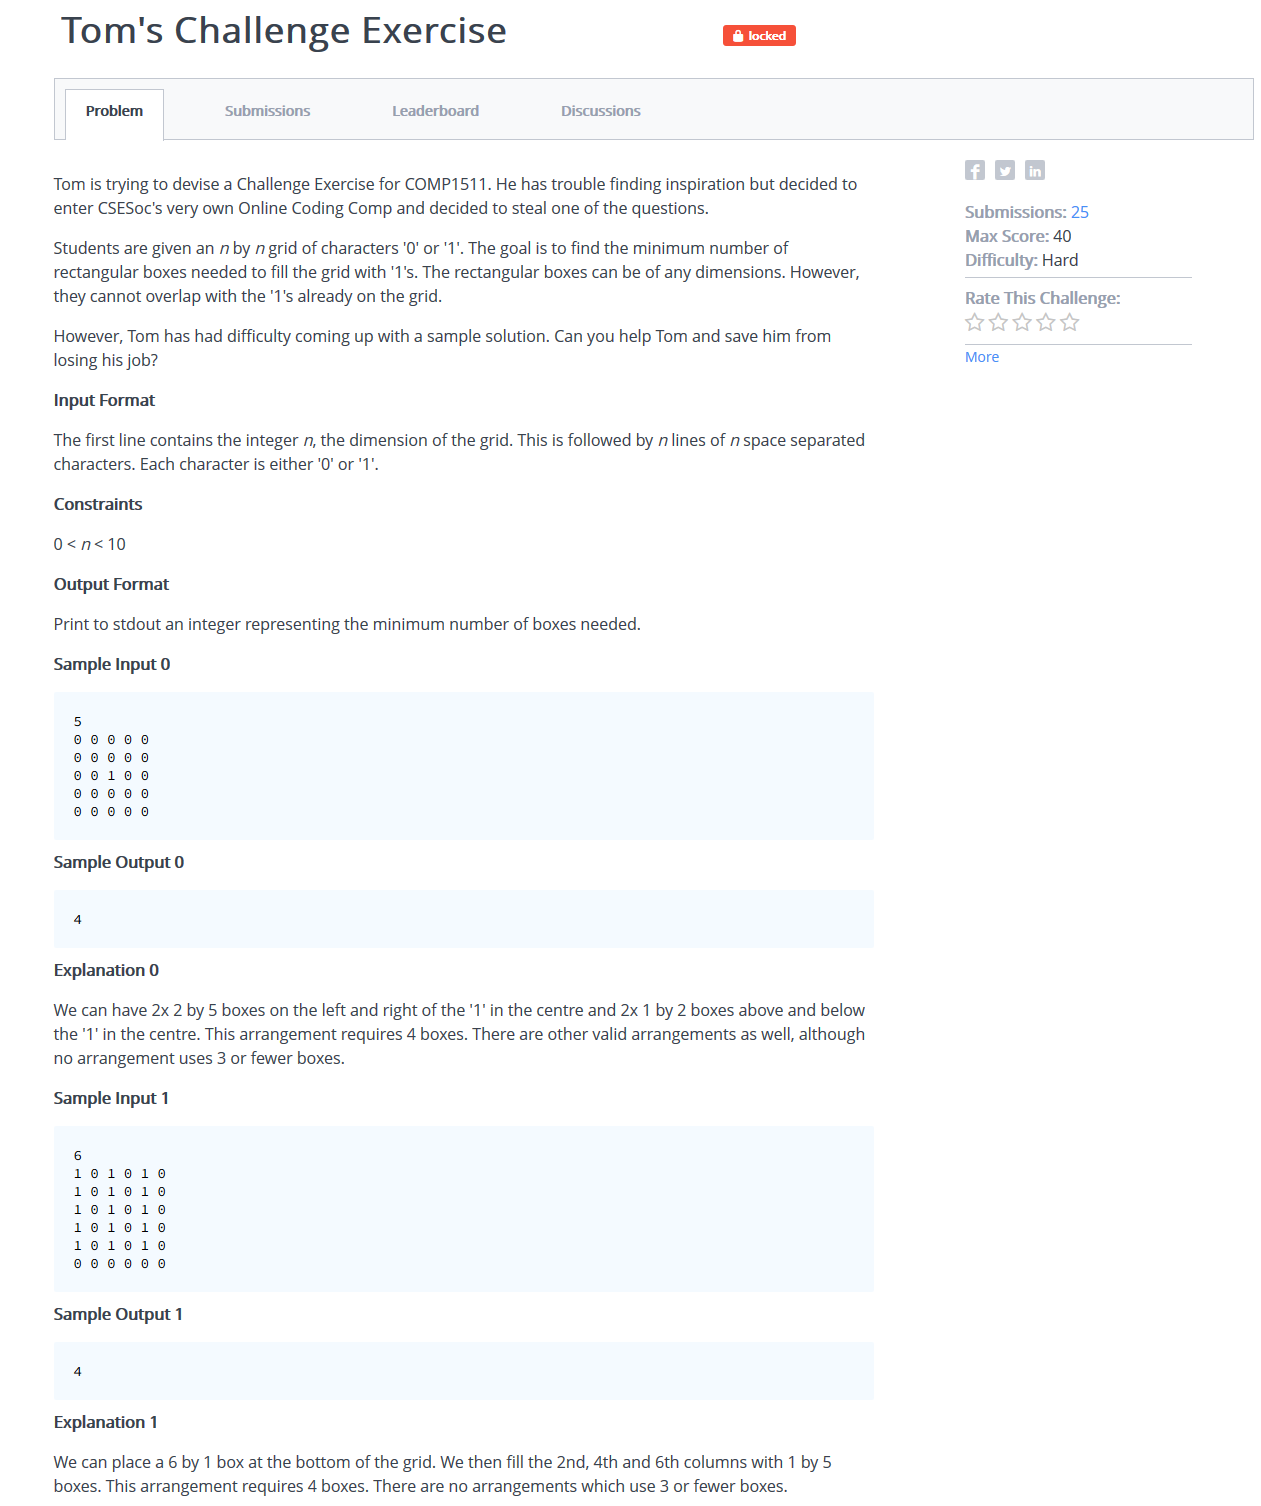 Tom's Challenge Exercise
locked
Problem
Submissions
Leaderboard
Discussions
Tom is trying to devise a Challenge Exercise for COMP1511. He has trouble finding inspiration but decided to
enter CSESoc's very own Online Coding Comp and decided to steal one of the questions.
Students are given an n by n grid of characters '0' or '1'. The goal is to find the minimum number of
rectangular boxes needed to fill the grid with '1's. The rectangular boxes can be of any dimensions. However,
they cannot overlap with the '1's already on the grid.
However, Tom has had difficulty coming up with a sample solution. Can you help Tom and save him from
losing his job?
Input Format
The first line contains the integer n, the dimension of the grid. This is followed by n lines of n space separated
characters. Each character is either '0' or '1'.
Constraints
0 < n < 10
Output Format
Print to stdout an integer representing the minimum number of boxes needed.
Sample Input 0
5
0 0 0 0 0
0 0 0 0 0
0 0 1 0 0
0 0 0 0 0
0 0 0 0 0
Sample Output 0
4
Explanation 0
We can have 2x 2 by 5 boxes on the left and right of the '1' in the centre and 2x 1 by 2 boxes above and below
the '1' in the centre. This arrangement requires 4 boxes. There are other valid arrangements as well, although
no arrangement uses 3 or fewer boxes.
Sample Input 1
6
1 0 1 0 1 0
1 0 1 0 1 0
1 0 1 0 1 0
1 0 1 0 1 0
1 0 1 0 1 0
0 0 0 0 0 0
Sample Output 1
4
Explanation 1
We can place a 6 by 1 box at the bottom of the grid. We then fill the 2nd, 4th and 6th columns with 1 by 5
boxes. This arrangement requires 4 boxes. There are no arrangements which use 3 or fewer boxes.
f
in
Submissions: 25
Max Score: 40
Difficulty: Hard
Rate This Challenge:
More